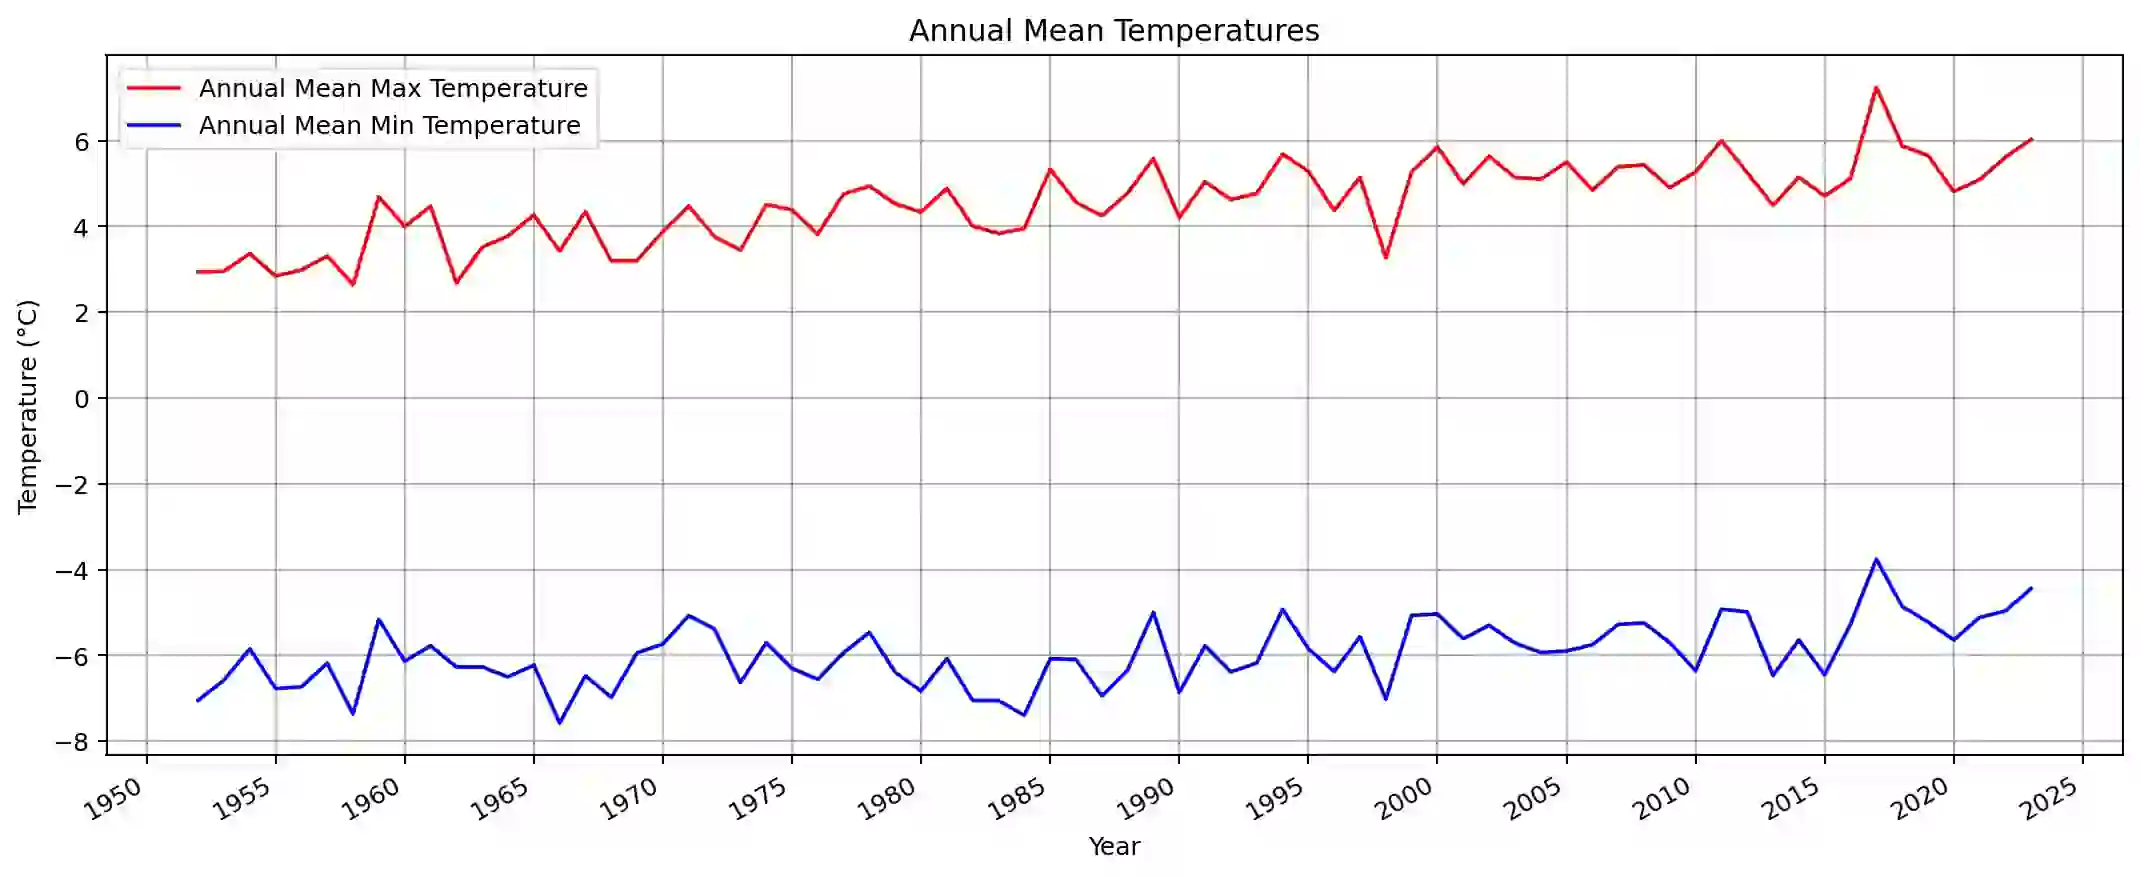 Annual Mean Temperatures
Annual Mean Max Temperature
Annual Mean Min Temperature
Temperature (°C)
6
4
2
0
−2
−4
−6
−8
1950 1955 1960 1965 1970 1975 1980 1985 1990 1995 2000 2005 2010 2015 2020 2025
Year